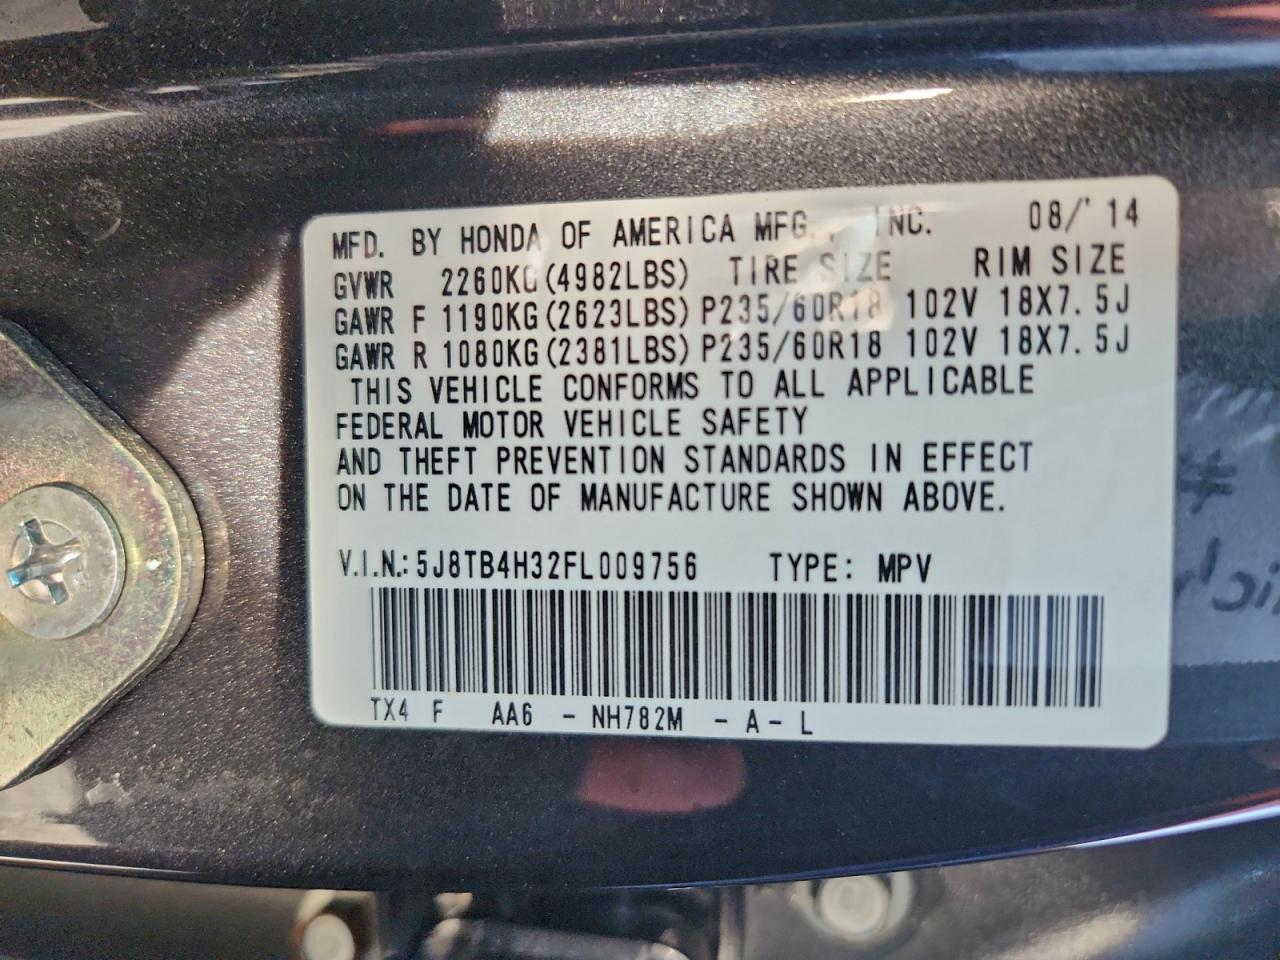 MFD. BY HONDA OF AMERICA MFG., INC. 08/'14
GVWR 2260KG(4982LBS) TIRE SIZE RIM SIZE
GAWR F 1190KG(2623LBS) P235/60R18 102V 18X7.5J
GAWR R 1080KG(2381LBS) P235/60R18 102V 18X7.5J
THIS VEHICLE CONFORMS TO ALL APPLICABLE
FEDERAL MOTOR VEHICLE SAFETY
AND THEFT PREVENTION STANDARDS IN EFFECT
ON THE DATE OF MANUFACTURE SHOWN ABOVE.
V.I.N.: 5J8TB4H32FL009756 TYPE: MPV
TX4 F AA6 - NH782M - A - L